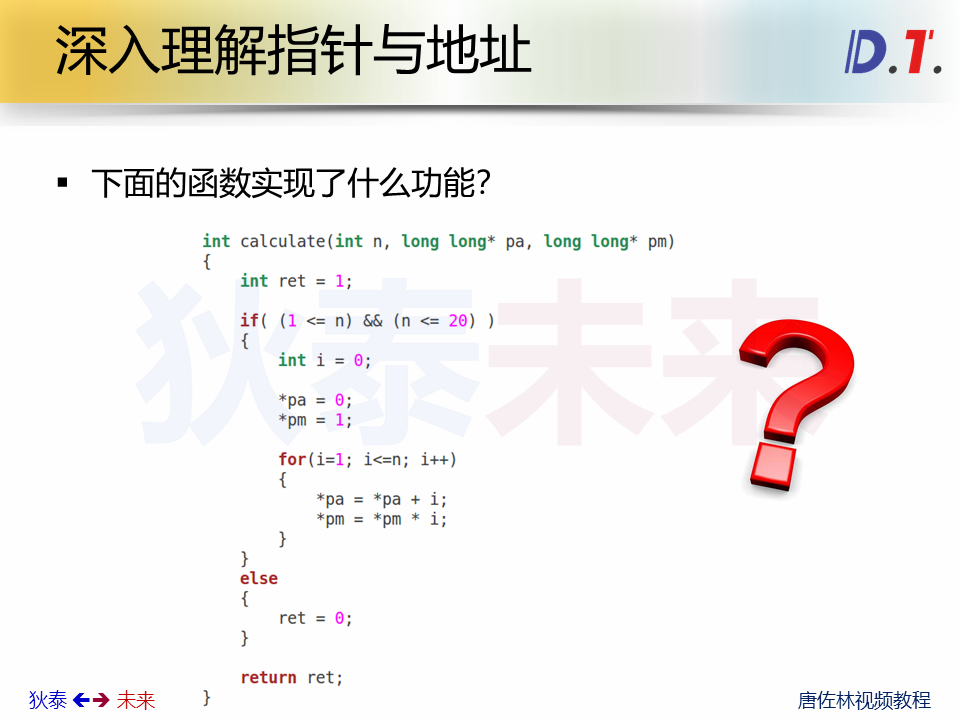 深入理解指针与地址
D.T.
▪ 下面的函数实现了什么功能?
int calculate(int n, long long* pa, long long* pm)
{
    int ret = 1;

    if( (1 <= n) && (n <= 20) )
    {
        int i = 0;

        *pa = 0;
        *pm = 1;

        for(i=1; i<=n; i++)
        {
            *pa = *pa + i;
            *pm = *pm * i;
        }
    }
    else
    {
        ret = 0;
    }

    return ret;
}
狄泰未来
?
狄泰 ←→ 未来
唐佐林视频教程